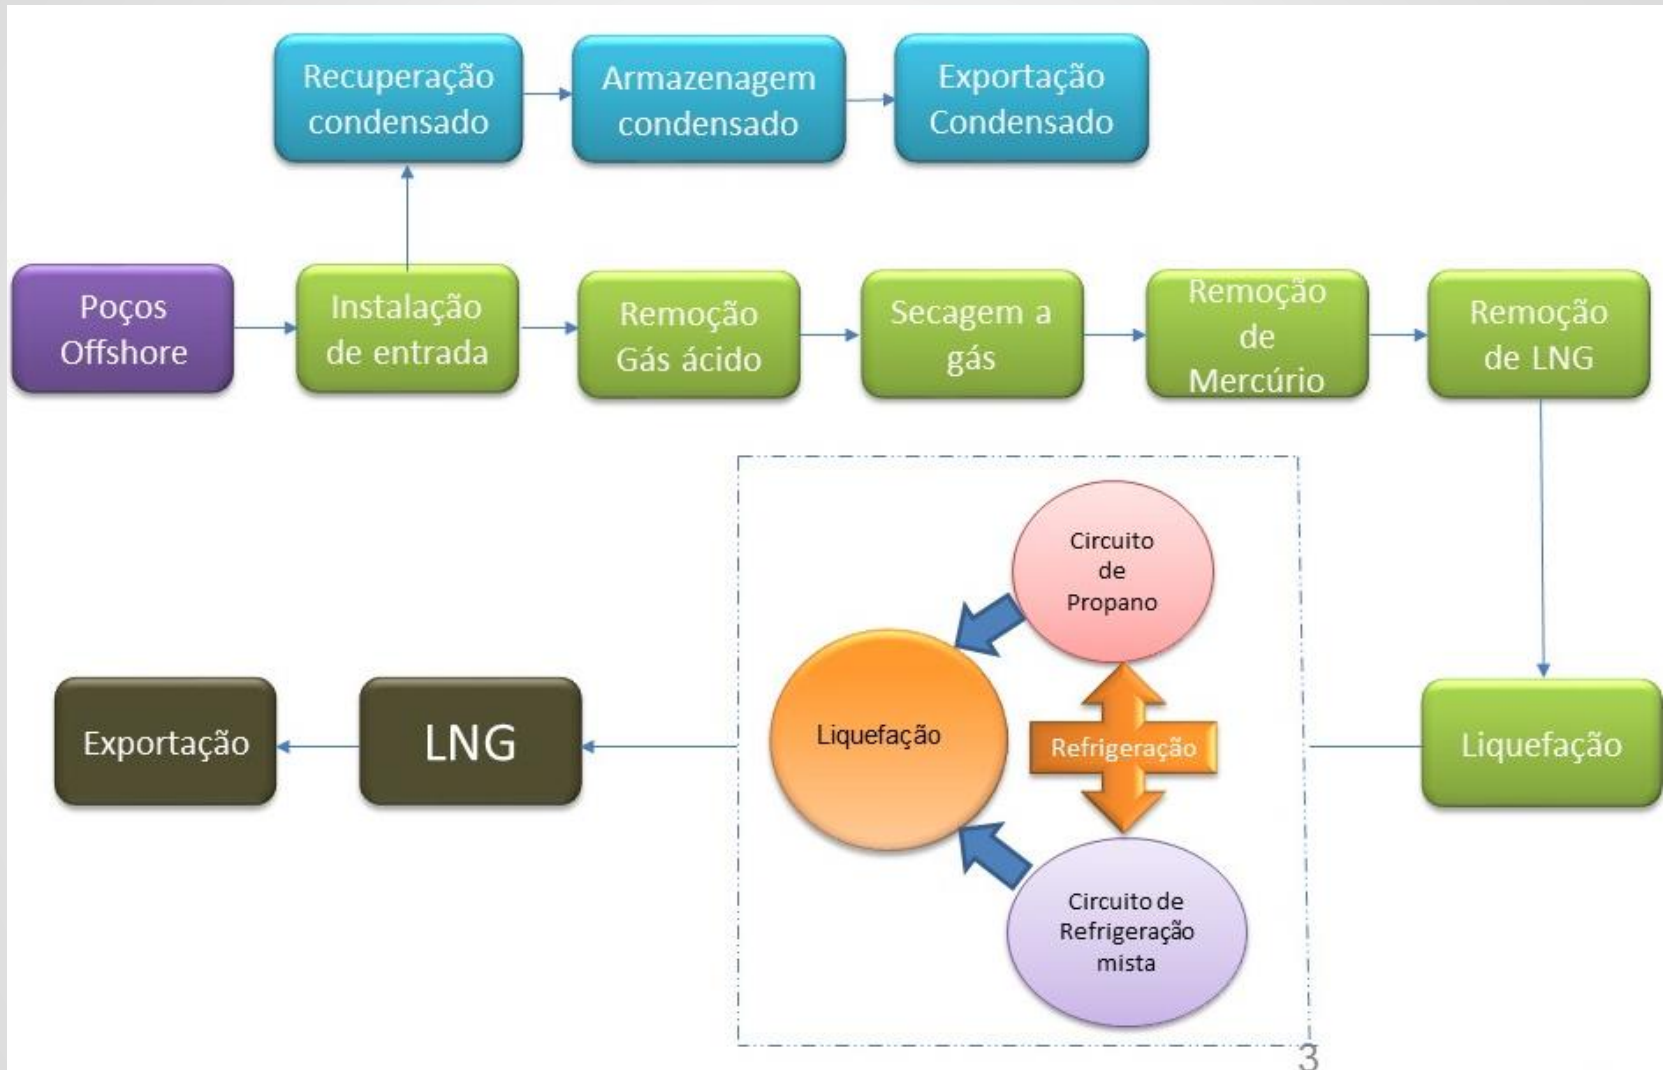 Recuperação
condensado
Armazenagem
condensado
Exportação
Condensado
Poços
Offshore
Instalação
de entrada
Remoção
Gás ácido
Secagem a
gás
Remoção
de
Mercúrio
Remoção
de LNG
Circuito
de
Propano
Exportação
LNG
Liquefação
Refrigeração
Liquefação
Circuito de
Refrigeração
mista
3